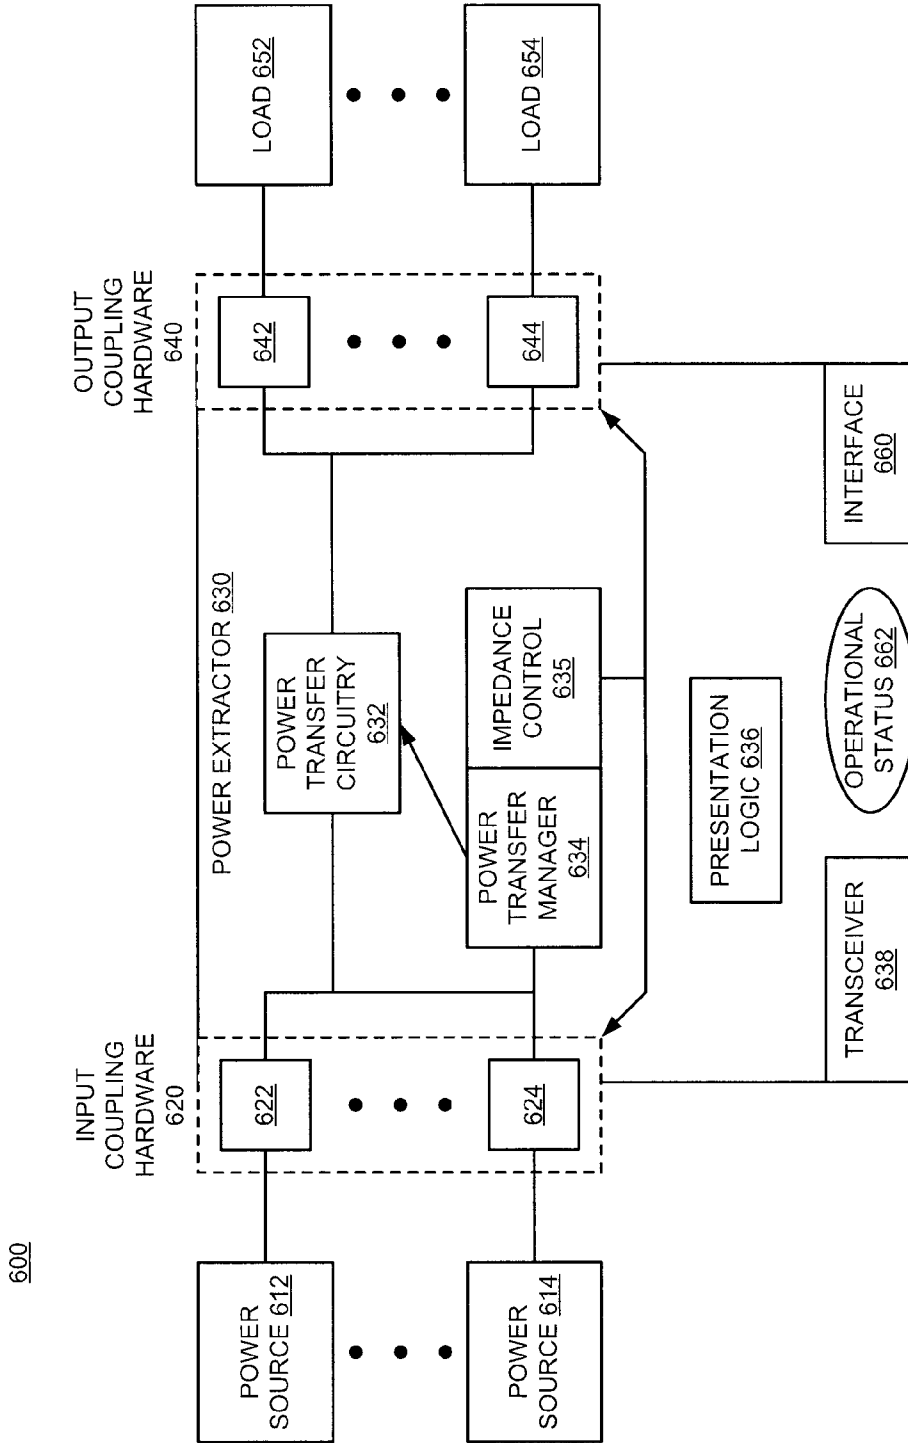 600
INPUT
COUPLING
HARDWARE
620
OUTPUT
COUPLING
HARDWARE
640
POWER
SOURCE 612
POWER
SOURCE 614
622
624
POWER EXTRACTOR 630
POWER
TRANSFER
CIRCUITRY
632
POWER
TRANSFER
MANAGER
634
IMPEDANCE
CONTROL
635
642
644
LOAD 652
LOAD 654
PRESENTATION
LOGIC 636
TRANSCEIVER
638
OPERATIONAL
STATUS 662
INTERFACE
660